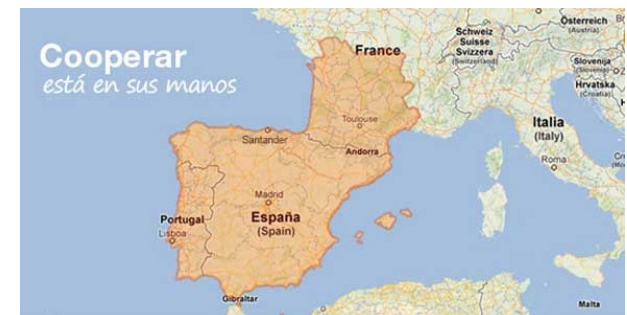 Cooperar
está en sus manos
France
Schweiz
Suisse
Svizzera
(Switzerland)
Österreich
(Austria)
Slovenija
(Slovenia)
Hrvatska
(Croatia)
Toulouse
Italia
(Italy)
Santander
Andorra
Roma
Madrid
Portugal
España
(Spain)
Lisboa
Gibraltar
Malta